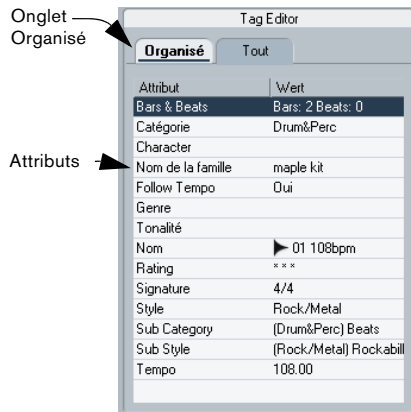 Onglet
Organisé
Tag Editor
Organisé Tout
Attribut Wert
Bars & Beats Bars: 2 Beats: 0
Catégorie Drum&Perc
Character
Attributs
Nom de la famille maple kit
Follow Tempo Oui
Genre
Tonalité
Nom 01 108bpm
Rating ***
Signature 4/4
Style Rock/Metal
Sub Category (Drum&Perc) Beats
Sub Style (Rock/Metal) Rockabill
Tempo 108.00